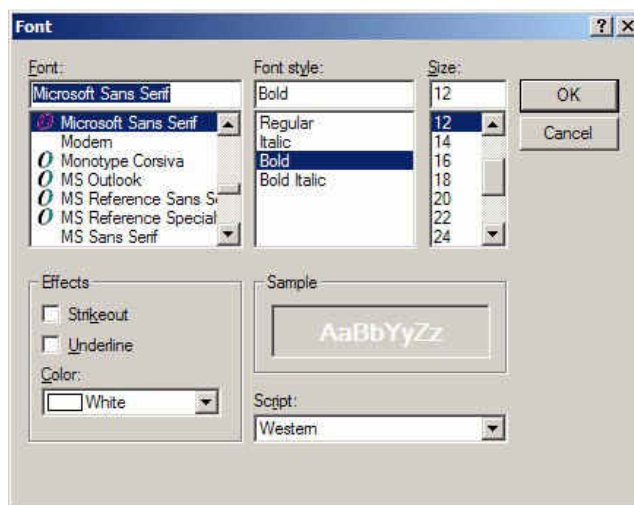 Font
Font: Font style: Size:
Microsoft Sans Serif Bold 12 OK
Microsoft Sans Serif Regular 12 Cancel
Modern Italic 14
Monotype Corsiva Bold 16
MS Outlook Bold Italic 18
MS Reference Sans Se 20
MS Reference Special 22
MS Sans Serif 24
Effects Sample
Strikeout AaBbYyZz
Underline
Color:
White Script:
Western